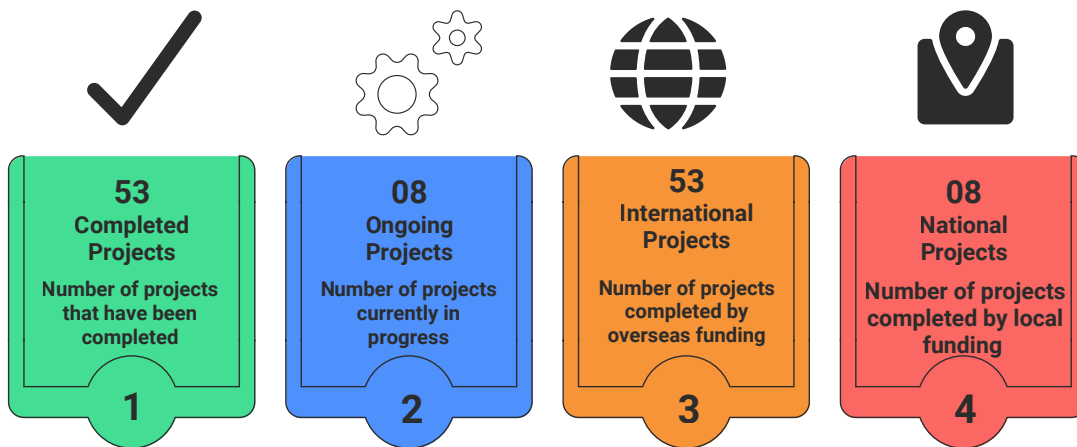 53
Completed
Projects
Number of projects
that have been
completed
1
08
Ongoing
Projects
Number of projects
currently in
progress
2
53
International
Projects
Number of projects
completed by
overseas funding
3
08
National
Projects
Number of projects
completed by local
funding
4